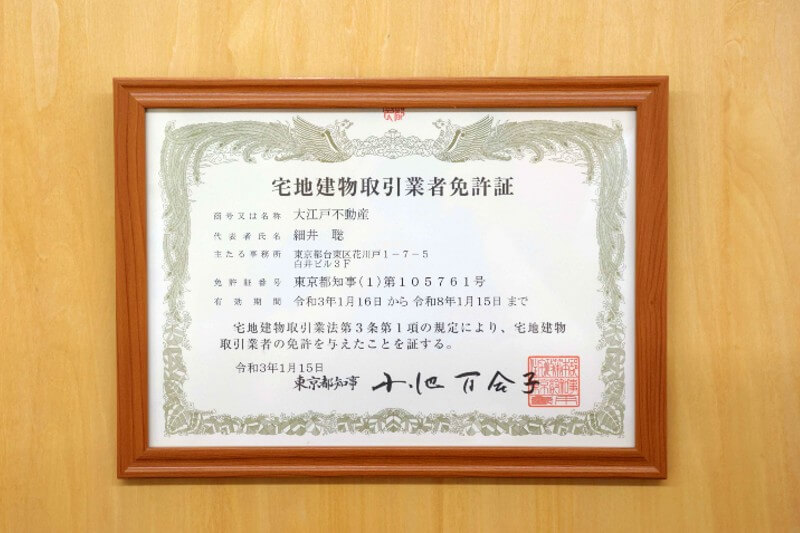 宅地建物取引業者免許証
商号又は名称 大江戸不動産
代表者氏名 細井 聡
主たる事務所 東京都台東区花川戸1-7-5
白井ビル3F
免許証番号 東京都知事(1)第105761号
有効期間 令和3年1月16日から 令和8年1月15日まで
宅地建物取引業法第3条第1項の規定により、宅地建物
取引業者の免許を与えたことを証する。
令和3年1月15日
東京都知事 小池百合子